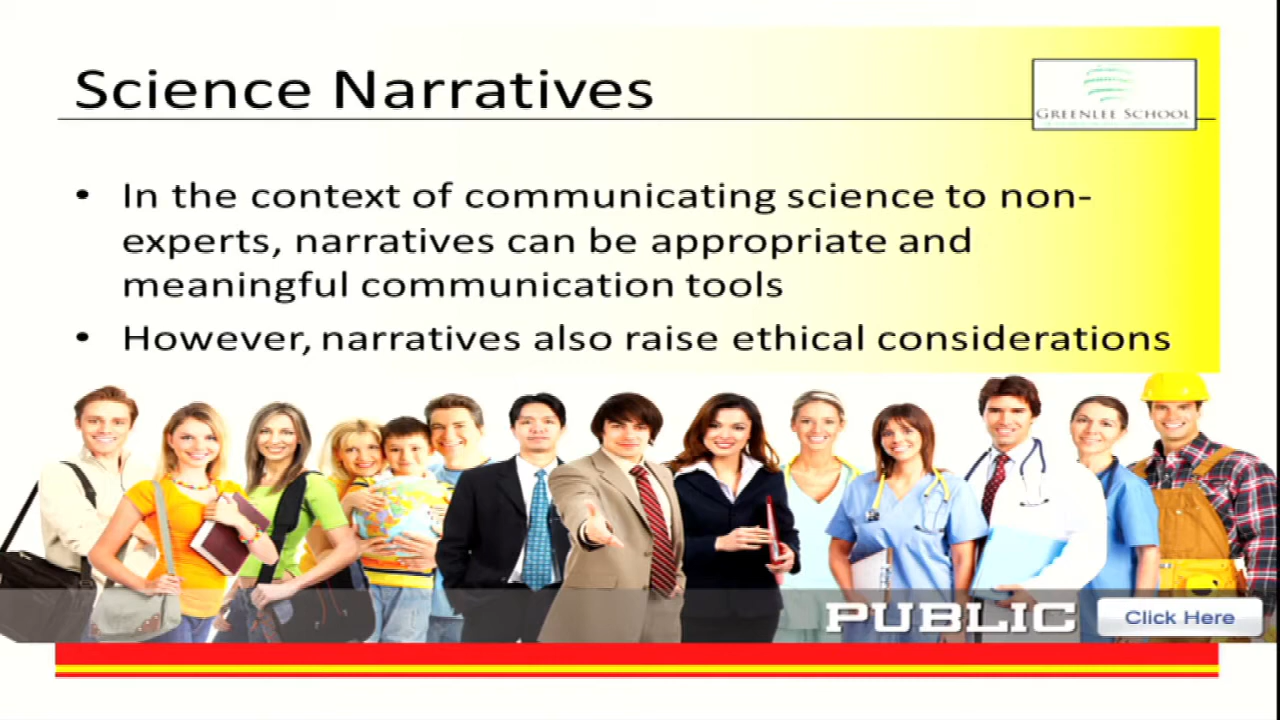 Science Narratives
GREENLEE SCHOOL
• In the context of communicating science to non-
experts, narratives can be appropriate and
meaningful communication tools
• However, narratives also raise ethical considerations
PUBLIC
Click Here